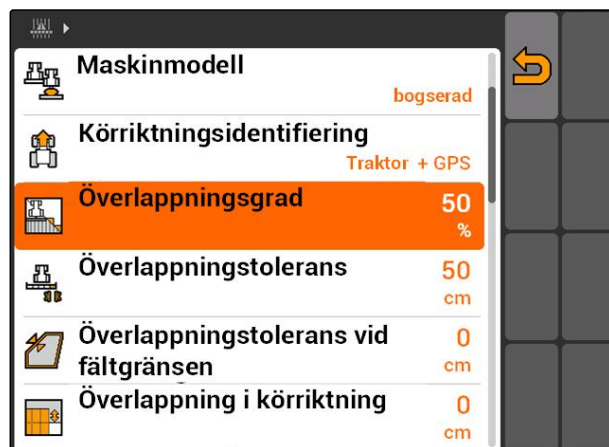 Maskinmodell
bogserad
Körriktningsidentifiering
Traktor + GPS
Överlappningsgrad
50
%
Överlappningstolerans
50
cm
Överlappningstolerans vid
fältgränsen
0
cm
Överlappning i körriktning
0
cm